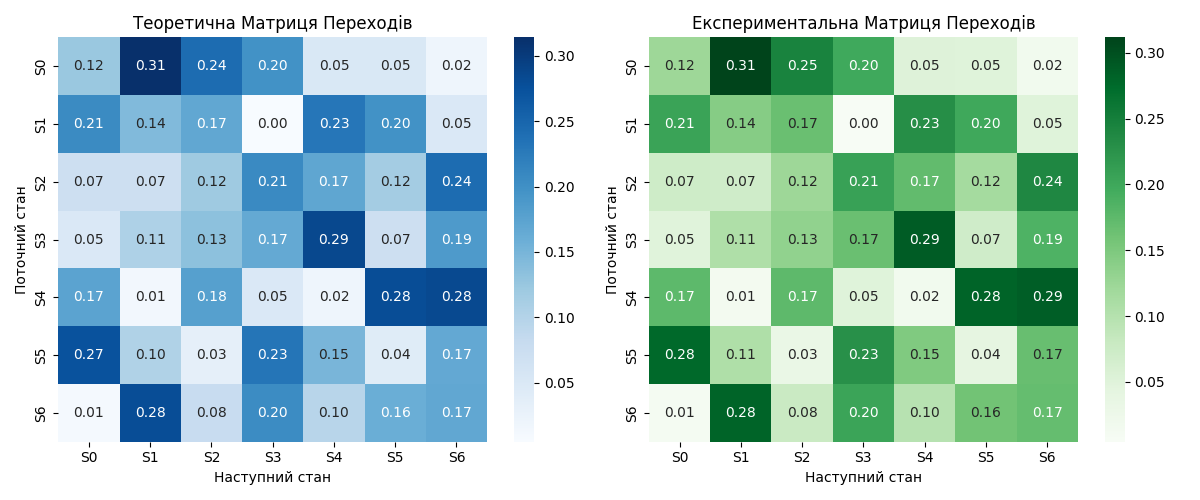 Теоретична Матриця Переходів
S0 0.12 0.31 0.24 0.20 0.05 0.05 0.02
S1 0.21 0.14 0.17 0.00 0.23 0.20 0.05
S2 0.07 0.07 0.12 0.21 0.17 0.12 0.24
S3 0.05 0.11 0.13 0.17 0.29 0.07 0.19
S4 0.17 0.01 0.18 0.05 0.02 0.28 0.28
S5 0.27 0.10 0.03 0.23 0.15 0.04 0.17
S6 0.01 0.28 0.08 0.20 0.10 0.16 0.17
S0 S1 S2 S3 S4 S5 S6
Наступний стан
Поточний стан
0.30
0.25
0.20
0.15
0.10
0.05
Експериментальна Матриця Переходів
S0 0.12 0.31 0.25 0.20 0.05 0.05 0.02
S1 0.21 0.14 0.17 0.00 0.23 0.20 0.05
S2 0.07 0.07 0.12 0.21 0.17 0.12 0.24
S3 0.05 0.11 0.13 0.17 0.29 0.07 0.19
S4 0.17 0.01 0.17 0.05 0.02 0.28 0.29
S5 0.28 0.11 0.03 0.23 0.15 0.04 0.17
S6 0.01 0.28 0.08 0.20 0.10 0.16 0.17
S0 S1 S2 S3 S4 S5 S6
Наступний стан
Поточний стан
0.30
0.25
0.20
0.15
0.10
0.05